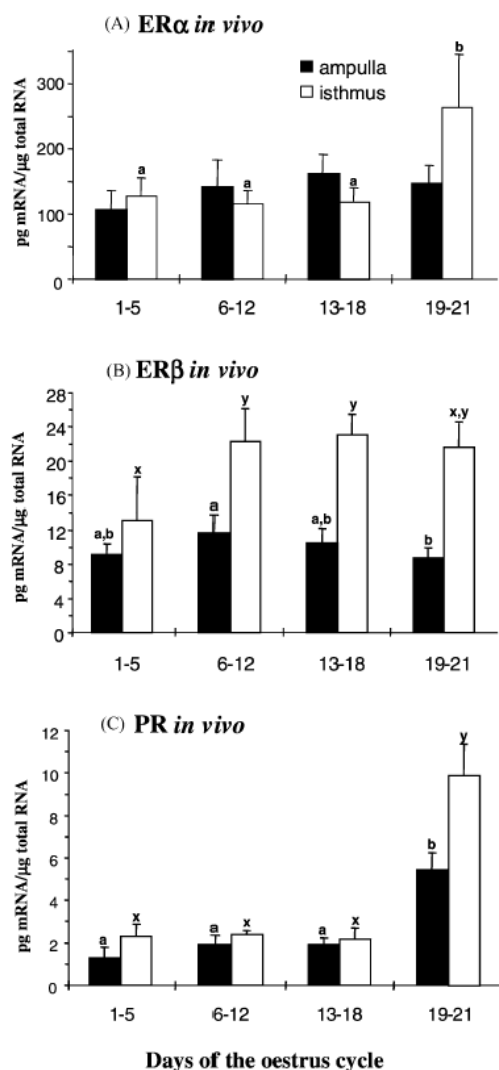 (A) ERα in vivo
pg mRNA/µg total RNA
300
200
100
0
ampulla
isthmus
a
a
a
b
1-5
6-12
13-18
19-21
(B) ERβ in vivo
pg mRNA/µg total RNA
28
24
20
16
12
8
4
0
a,b
x
a
y
a,b
y
b
x,y
1-5
6-12
13-18
19-21
(C) PR in vivo
pg mRNA/µg total RNA
12
10
8
6
4
2
0
a
x
a
x
a
x
b
y
1-5
6-12
13-18
19-21
Days of the oestrus cycle